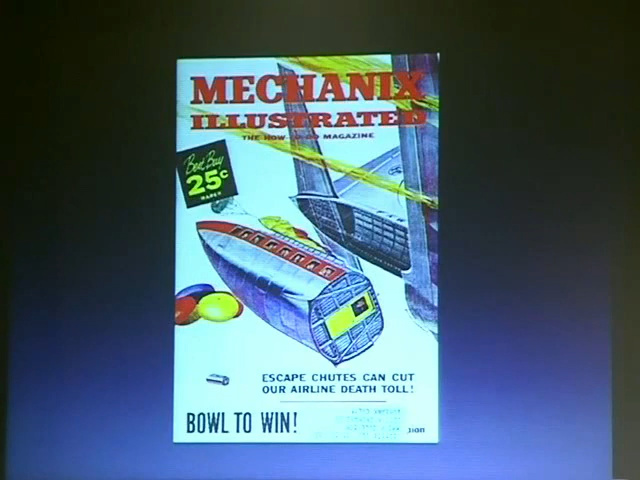 MECHANIX
ILLUSTRATED
THE HOW-TO-DO MAGAZINE
Best Buy
25c
MARCH
ESCAPE CHUTES CAN CUT
OUR AIRLINE DEATH TOLL!
BOWL TO WIN!